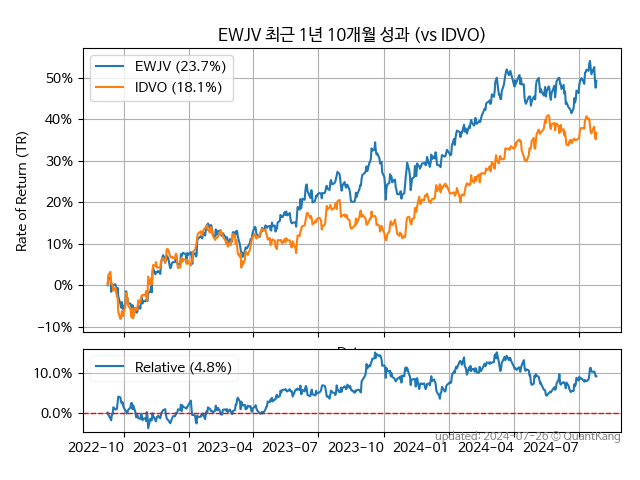 EWJV 최근 1년 10개월 성과 (vs IDVO)
EWJV (23.7%)
IDVO (18.1%)
Rate of Return (TR)
50%
40%
30%
20%
10%
0%
−10%
Relative (4.8%)
10.0%
0.0%
2022−10 2023−01 2023−04 2023−07 2023−10 2024−01 2024−04 2024−07
updated: 2024-07-26 © QuantKang